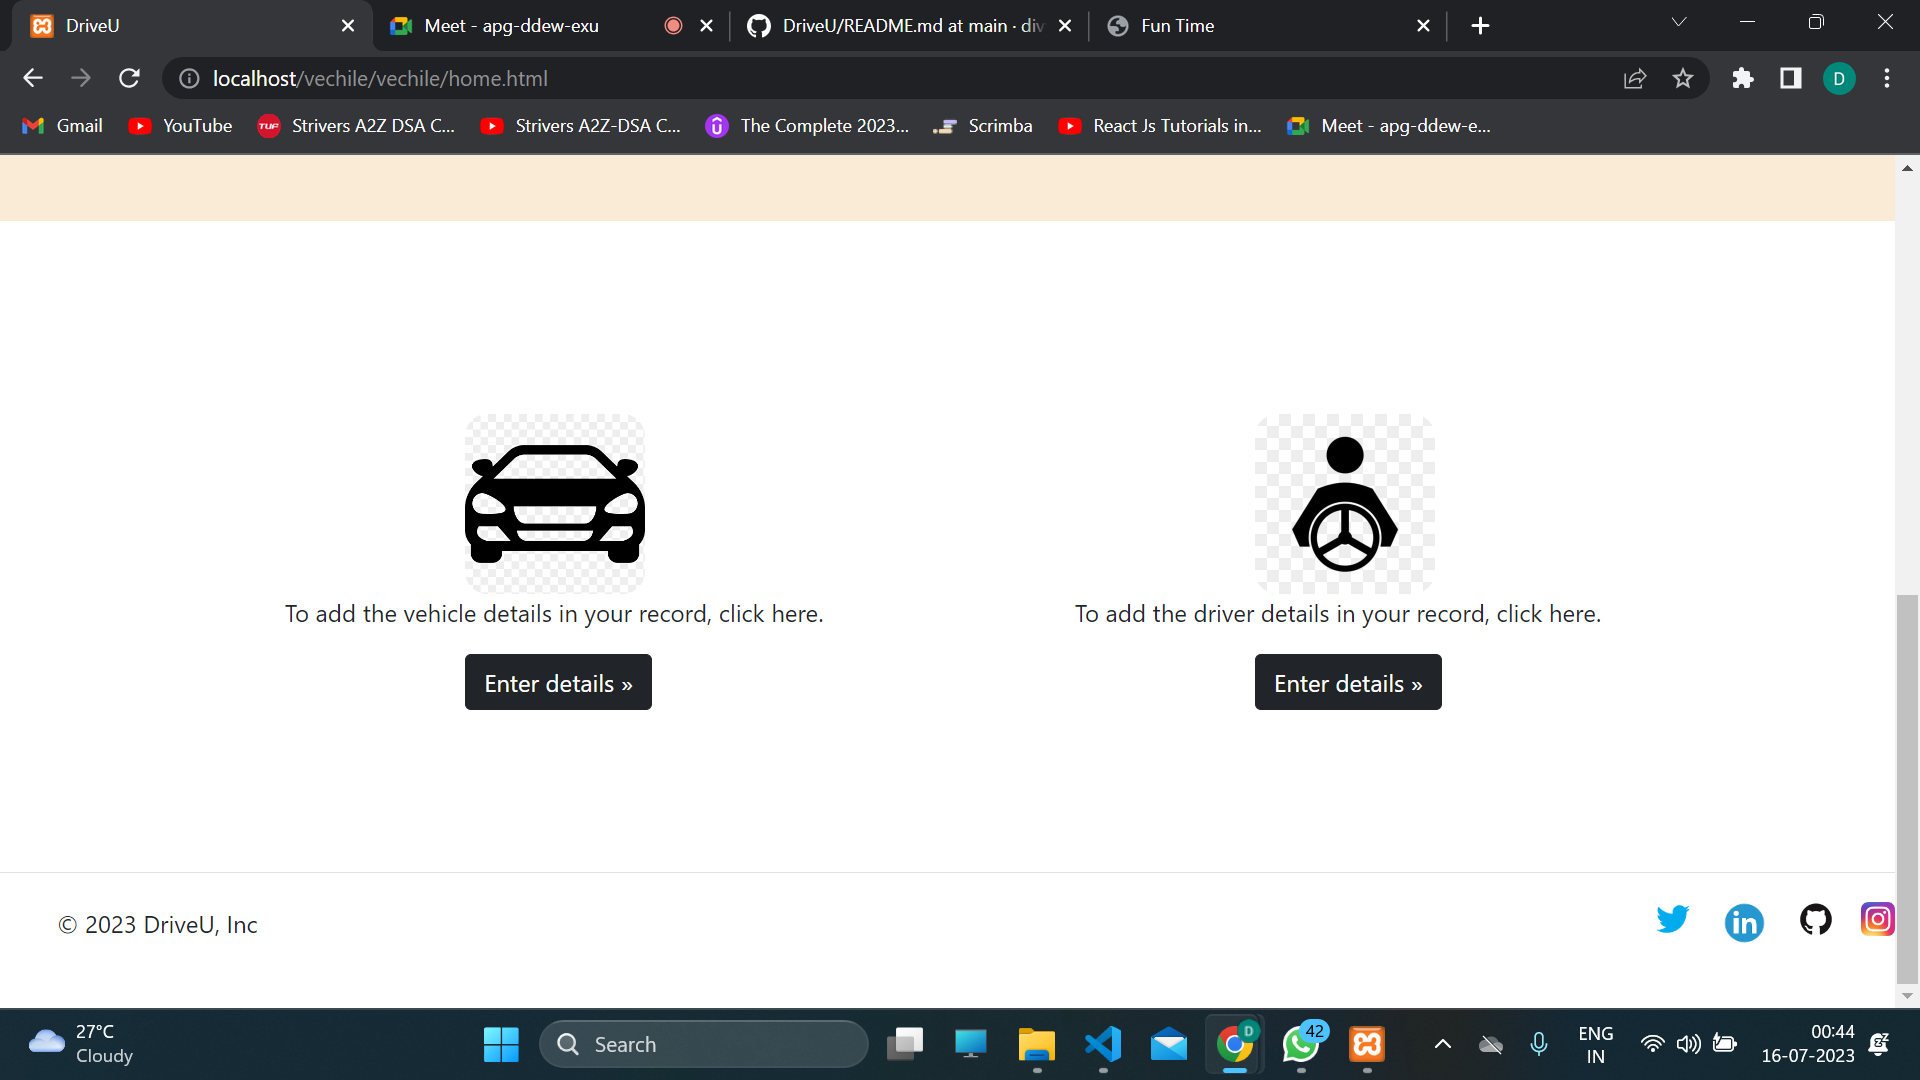 DriveU
Meet - apg-ddew-exu
DriveU/README.md at main · div
Fun Time
localhost/vechile/vechile/home.html
D
Gmail
YouTube
TUF
Strivers A2Z DSA C...
Strivers A2Z-DSA C...
The Complete 2023...
Scrimba
React Js Tutorials in...
Meet - apg-ddew-e...
To add the vehicle details in your record, click here.
To add the driver details in your record, click here.
Enter details »
Enter details »
© 2023 DriveU, Inc
in
27°C
Cloudy
Search
D
42
ENG
IN
00:44
16-07-2023